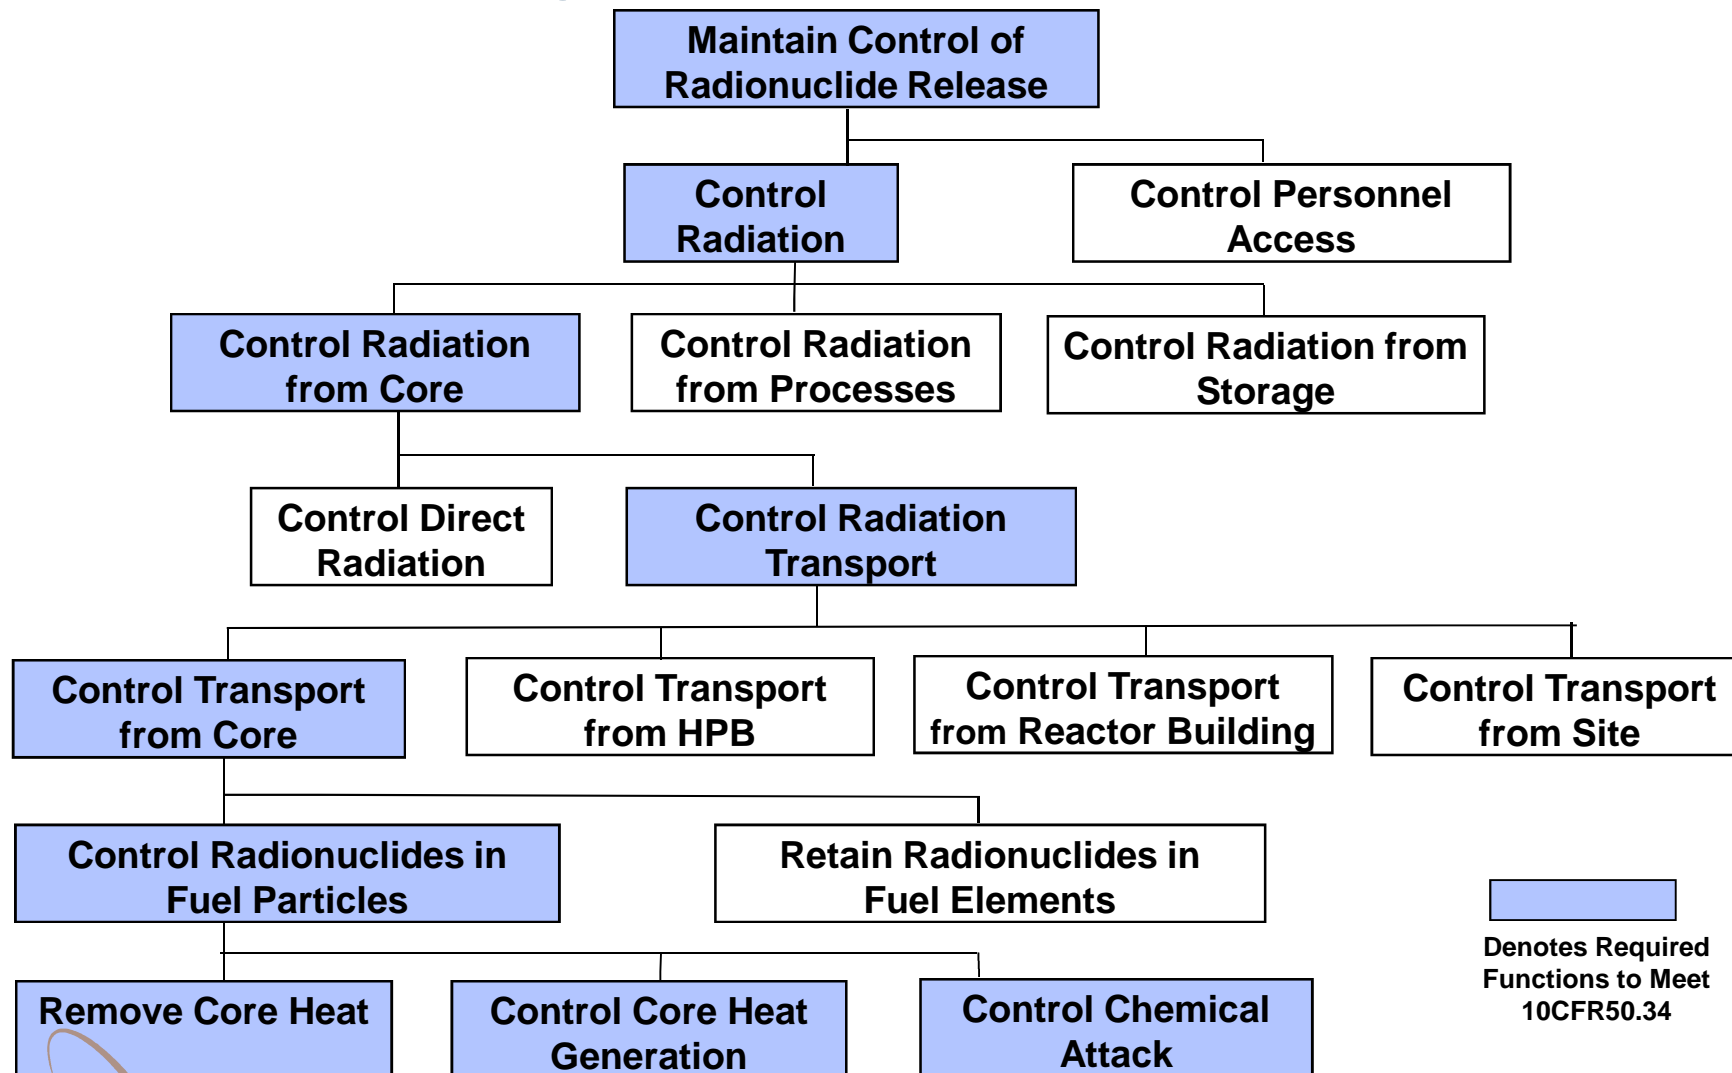 Maintain Control of
Radionuclide Release
Control
Radiation
Control Personnel
Access
Control Radiation
from Core
Control Radiation
from Processes
Control Radiation from
Storage
Control Direct
Radiation
Control Radiation
Transport
Control Transport
from Core
Control Transport
from HPB
Control Transport
from Reactor Building
Control Transport
from Site
Control Radionuclides in
Fuel Particles
Retain Radionuclides in
Fuel Elements
Denotes Required
Functions to Meet
10CFR50.34
Remove Core Heat
Control Core Heat
Generation
Control Chemical
Attack